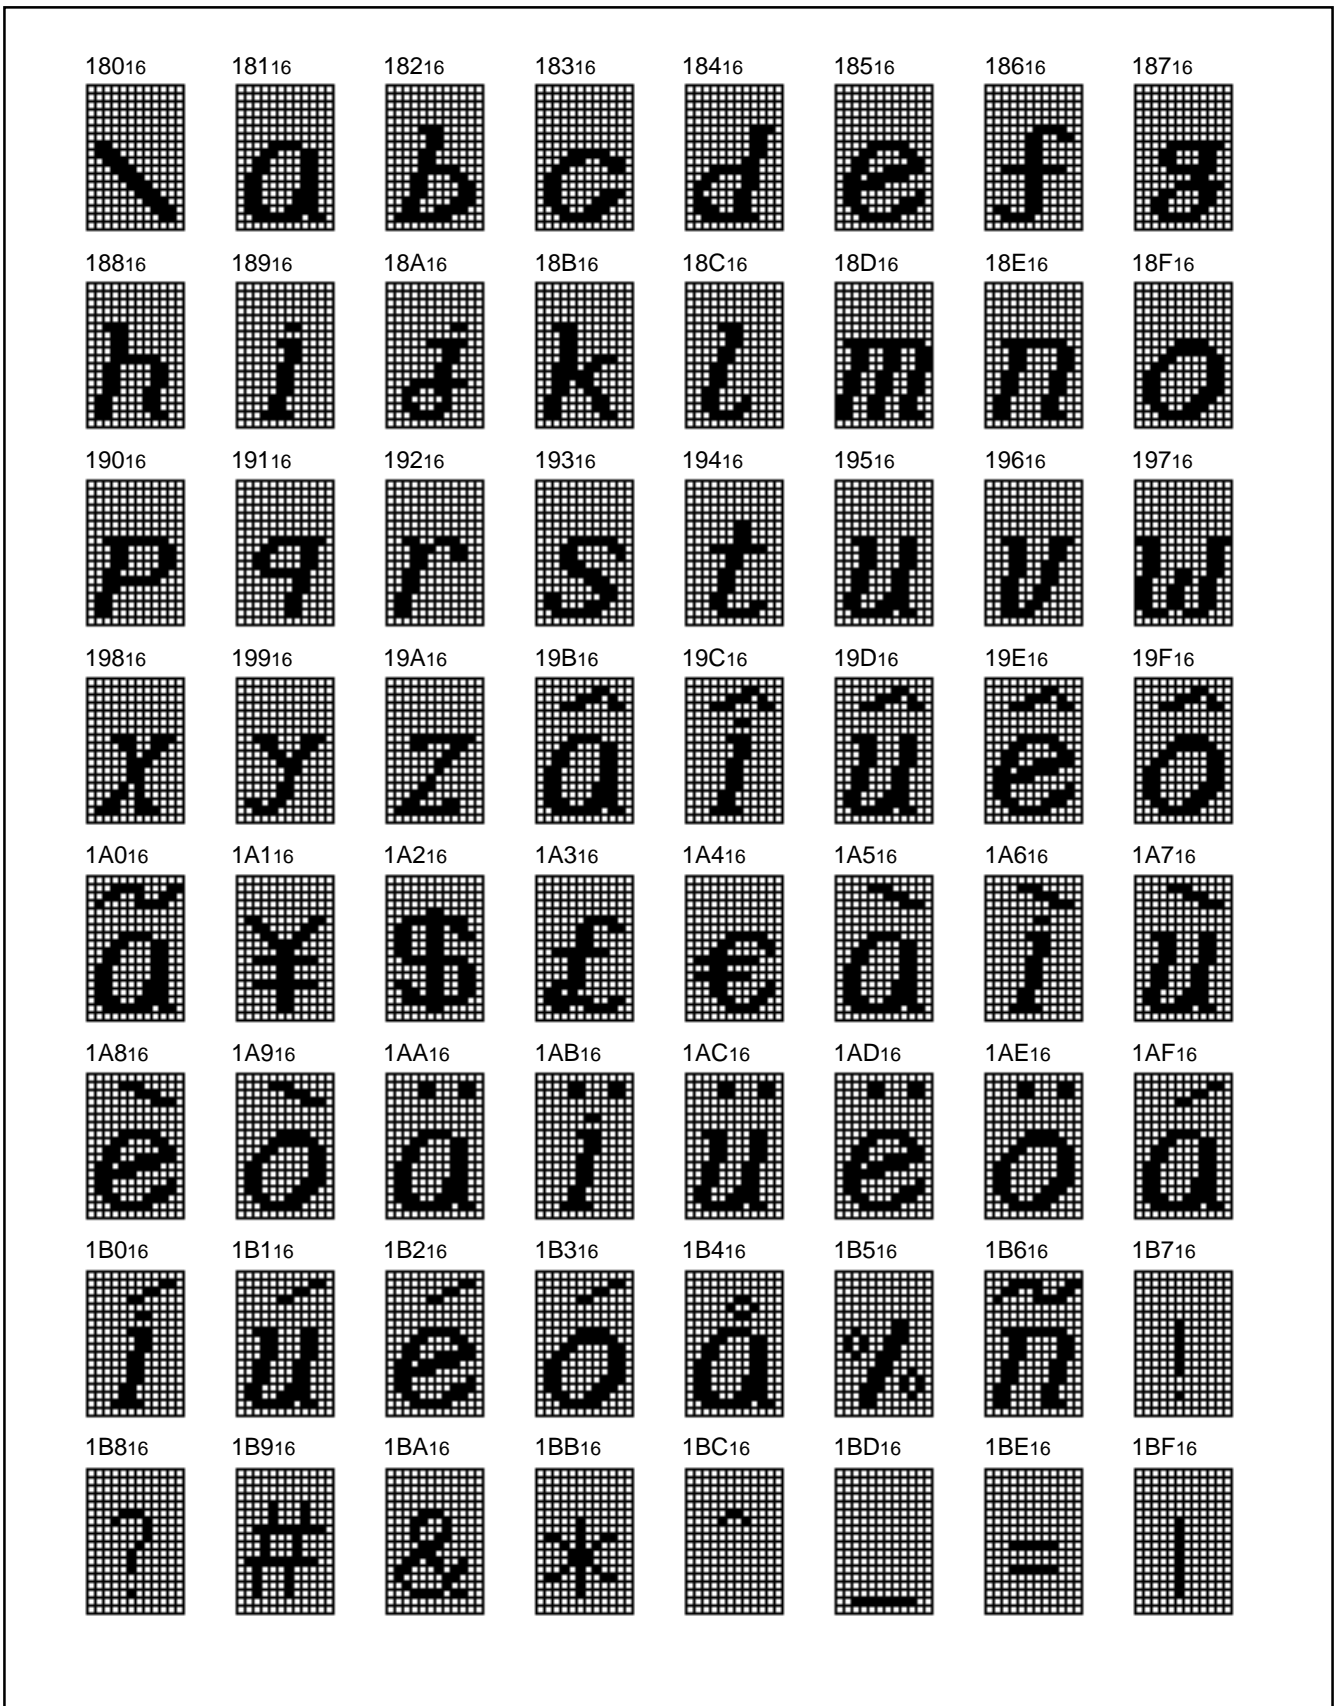 180₁₆ 181₁₆ 182₁₆ 183₁₆ 184₁₆ 185₁₆ 186₁₆ 187₁₆
\ a b c d e f g
188₁₆ 189₁₆ 18A₁₆ 18B₁₆ 18C₁₆ 18D₁₆ 18E₁₆ 18F₁₆
h i j k l m n o
190₁₆ 191₁₆ 192₁₆ 193₁₆ 194₁₆ 195₁₆ 196₁₆ 197₁₆
p q r s t u v w
198₁₆ 199₁₆ 19A₁₆ 19B₁₆ 19C₁₆ 19D₁₆ 19E₁₆ 19F₁₆
x y z â î û ê ô
1A0₁₆ 1A1₁₆ 1A2₁₆ 1A3₁₆ 1A4₁₆ 1A5₁₆ 1A6₁₆ 1A7₁₆
ã ¥ $ £ € à ì ù
1A8₁₆ 1A9₁₆ 1AA₁₆ 1AB₁₆ 1AC₁₆ 1AD₁₆ 1AE₁₆ 1AF₁₆
è ò ä ï ü ë ö á
1B0₁₆ 1B1₁₆ 1B2₁₆ 1B3₁₆ 1B4₁₆ 1B5₁₆ 1B6₁₆ 1B7₁₆
í ú é ó å % ñ !
1B8₁₆ 1B9₁₆ 1BA₁₆ 1BB₁₆ 1BC₁₆ 1BD₁₆ 1BE₁₆ 1BF₁₆
? # & * ^ _ = |